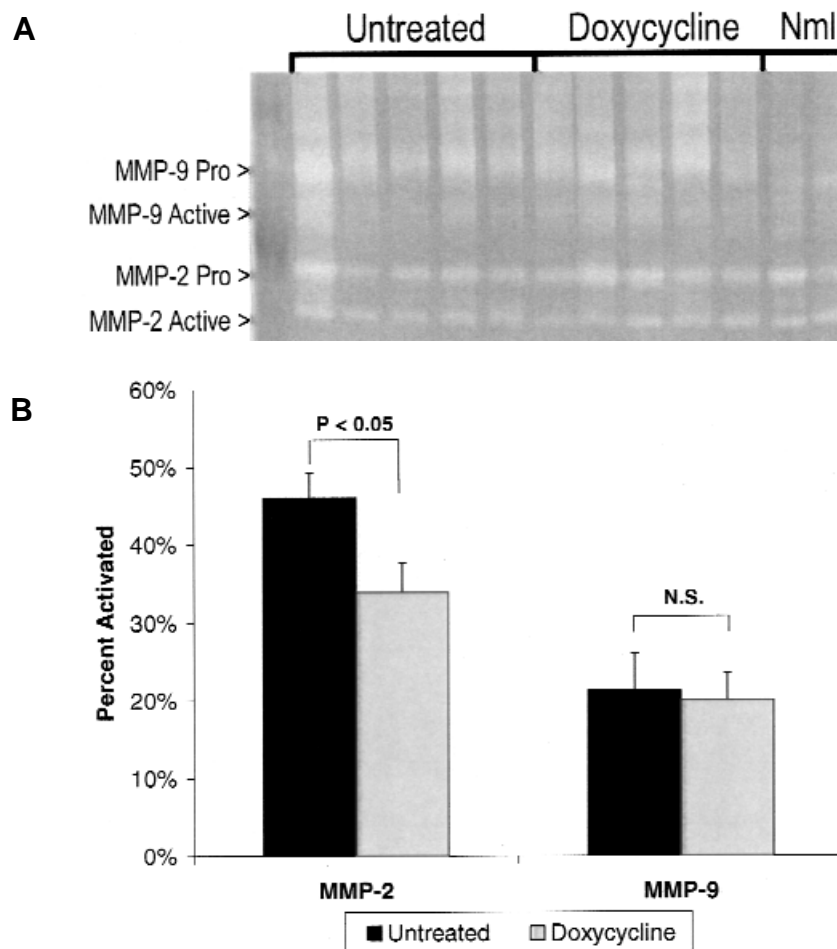 A
Untreated Doxycycline Nml
MMP-9 Pro >
MMP-9 Active >
MMP-2 Pro >
MMP-2 Active >
B
60%
50%
40%
30%
20%
10%
0%
Percent Activated
P < 0.05
N.S.
MMP-2 MMP-9
Untreated Doxycycline